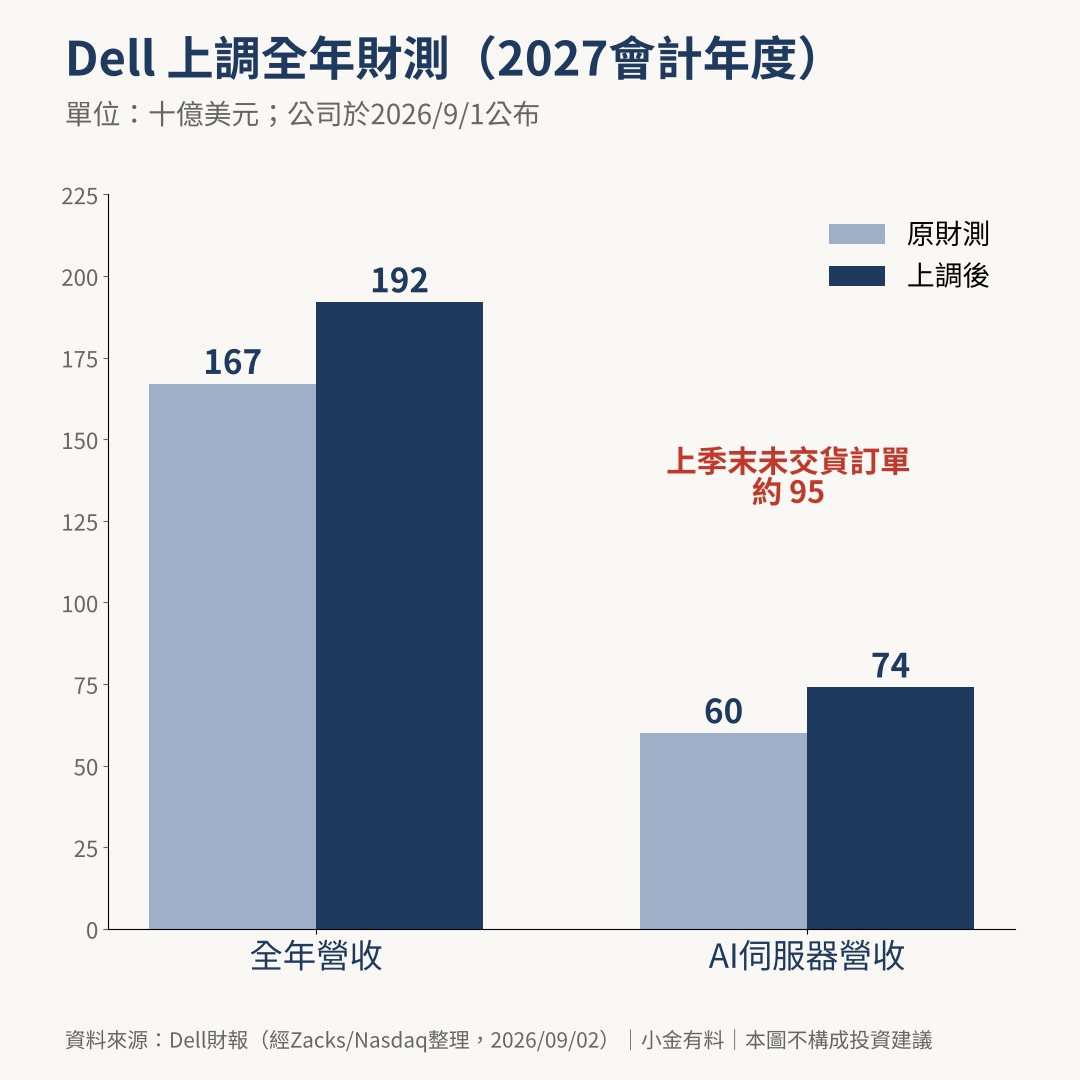 Dell 上調全年財測（2027會計年度）
單位：十億美元；公司於2026/9/1公布
225
200
175
150
125
100
75
50
25
0
原財測
上調後
192
167
上季末未交貨訂單
約 95
74
60
全年營收
AI伺服器營收
資料來源：Dell財報（經Zacks/Nasdaq整理，2026/09/02）｜小金有料｜本圖不構成投資建議